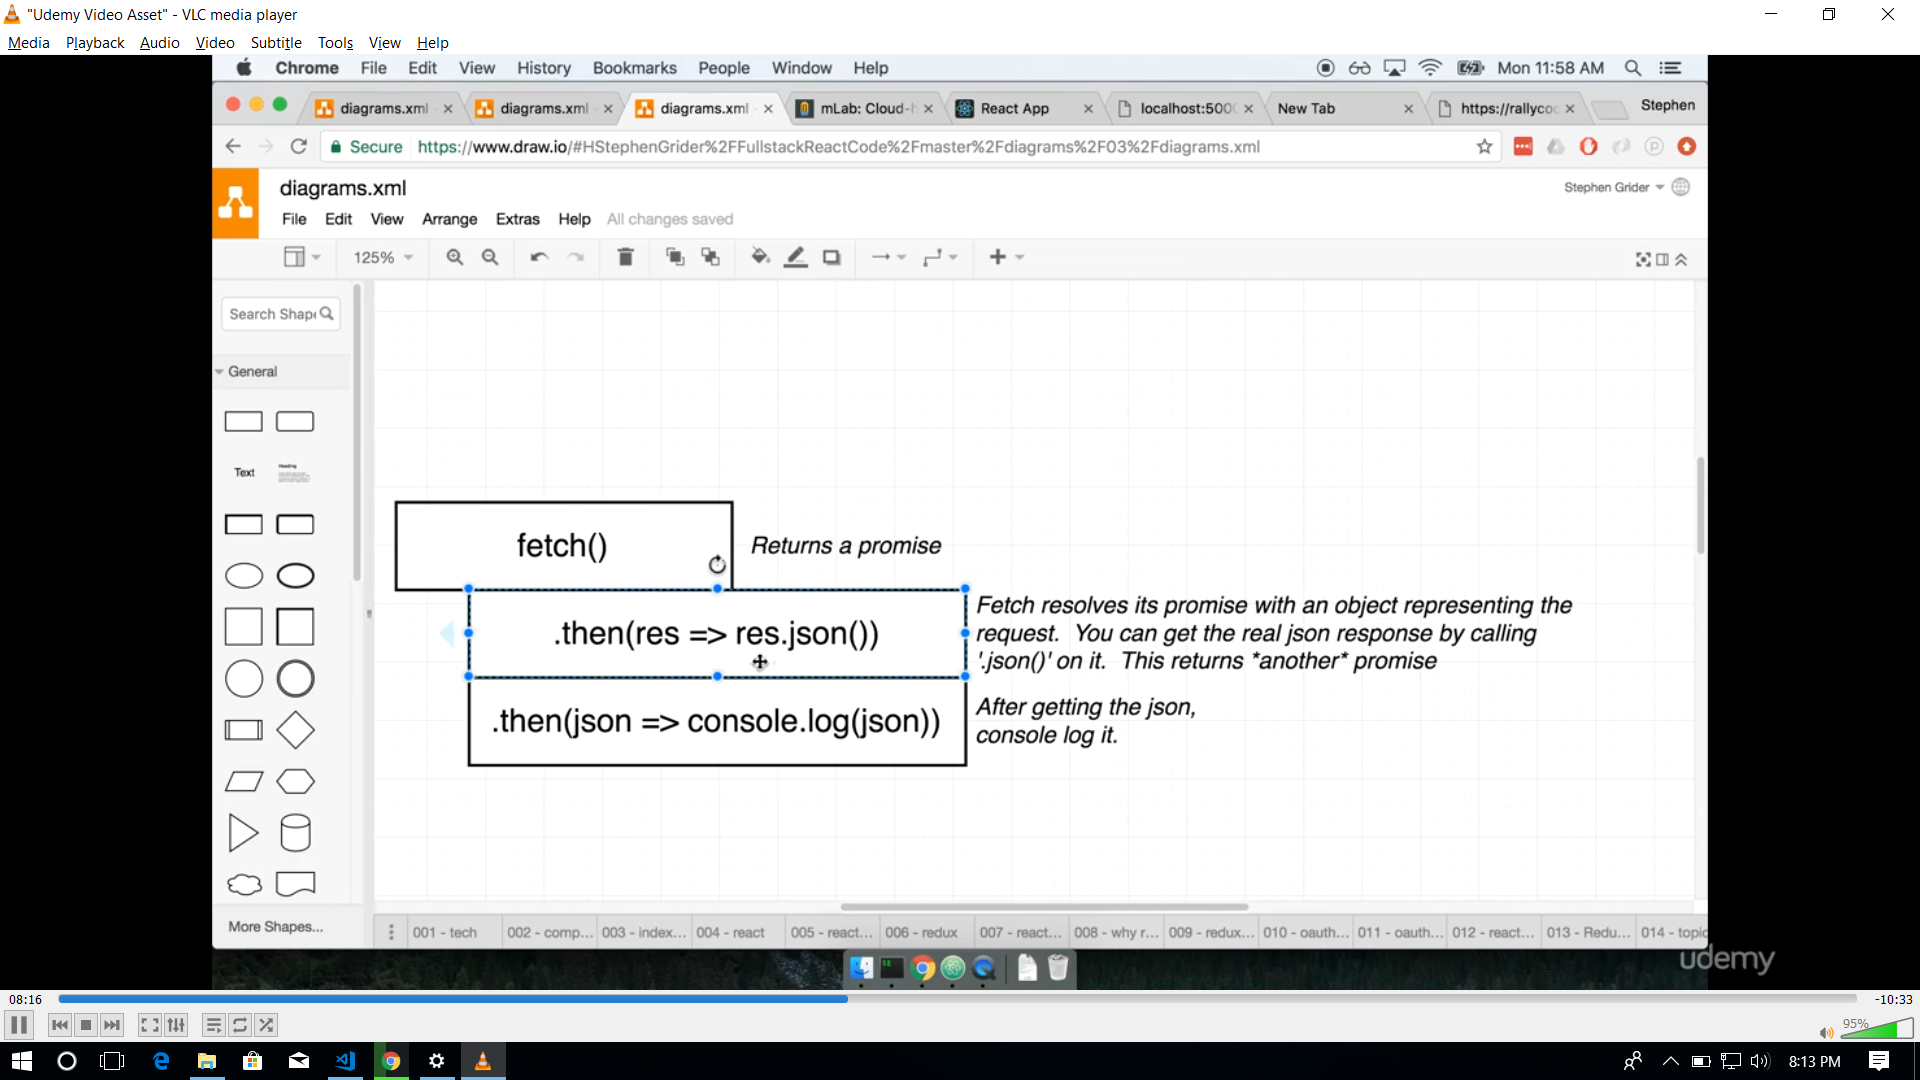 "Udemy Video Asset" - VLC media player
Media Playback Audio Video Subtitle Tools View Help
Chrome File Edit View History Bookmarks People Window Help Mon 11:58 AM
diagrams.xml diagrams.xml diagrams.xml mLab: Cloud-h React App localhost:500 New Tab https://rallycoc Stephen
Secure https://www.draw.io/#HStephenGrider%2FFullstackReactCode%2Fmaster%2Fdiagrams%2F03%2Fdiagrams.xml
diagrams.xml Stephen Grider
File Edit View Arrange Extras Help All changes saved
125%
Search Shape
General
Text Heading
fetch() Returns a promise
.then(res => res.json())
Fetch resolves its promise with an object representing the
request. You can get the real json response by calling
'.json()' on it. This returns *another* promise
.then(json => console.log(json))
After getting the json,
console log it.
More Shapes...
001 - tech 002 - comp... 003 - index... 004 - react 005 - react... 006 - redux 007 - react... 008 - why r... 009 - redux... 010 - oauth... 011 - oauth... 012 - react... 013 - Redu... 014 - topic
udemy
08:16 -10:33
95%
8:13 PM